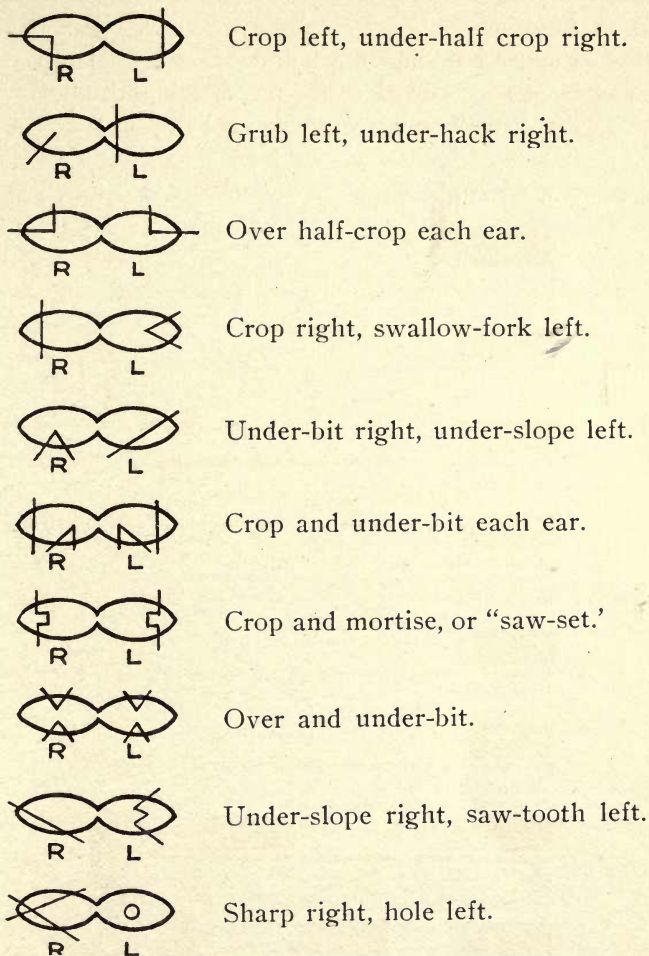 Crop left, under-half crop right.
R L
Grub left, under-hack right.
R L
Over half-crop each ear.
R L
Crop right, swallow-fork left.
R L
Under-bit right, under-slope left.
R L
Crop and under-bit each ear.
R L
Crop and mortise, or “saw-set.’
R L
Over and under-bit.
R L
Under-slope right, saw-tooth left.
R L
Sharp right, hole left.
R L